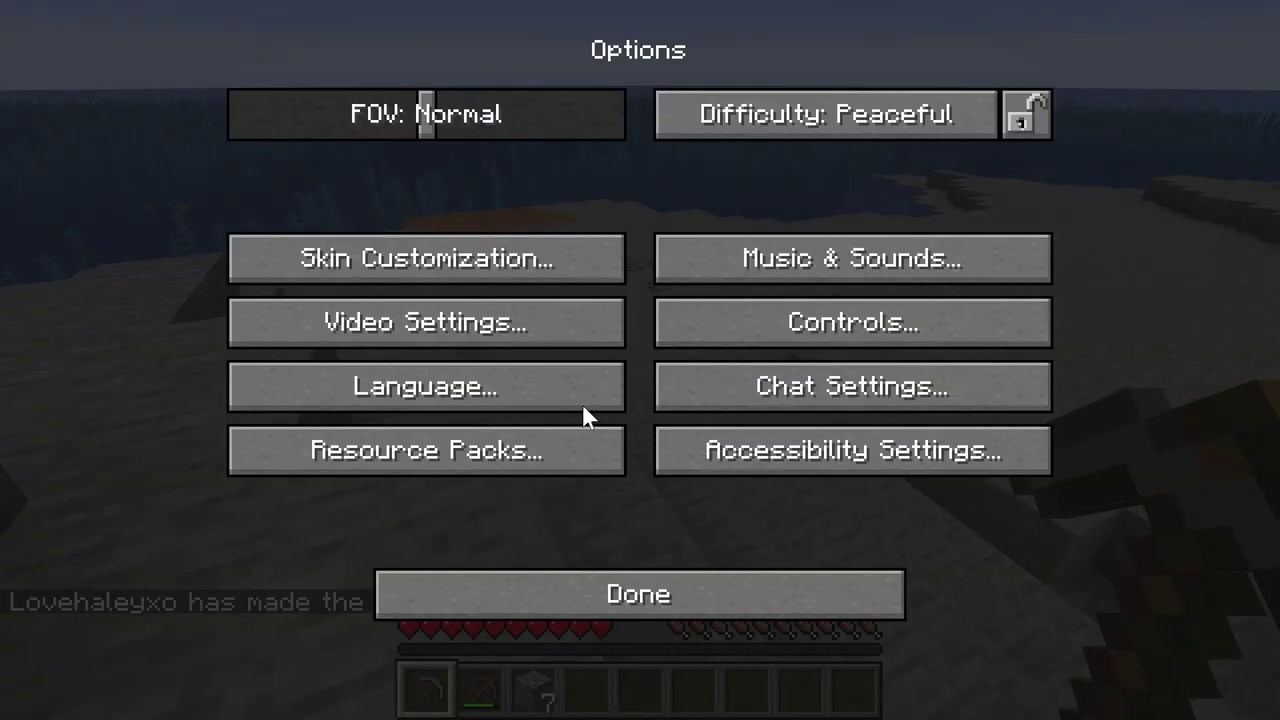 Options
FOV: Normal
Difficulty: Peaceful
Skin Customization...
Music & Sounds...
Video Settings...
Controls...
Language...
Chat Settings...
Resource Packs...
Accessibility Settings...
Lovehaleyxo has made the
Done
7